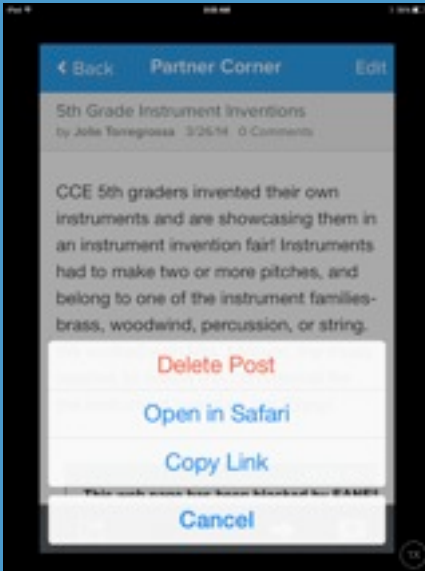 iPad
< Back Partner Corner Edit
5th Grade Instrument Inventions
by Jolie Torregrossa 3/26/14 0 Comments
CCE 5th graders invented their own
instruments and are showcasing them in
an instrument invention fair! Instruments
had to make two or more pitches, and
belong to one of the instrument families-
brass, woodwind, percussion, or string.
Delete Post
Open in Safari
Copy Link
This web page has been blocked by
Cancel
1X